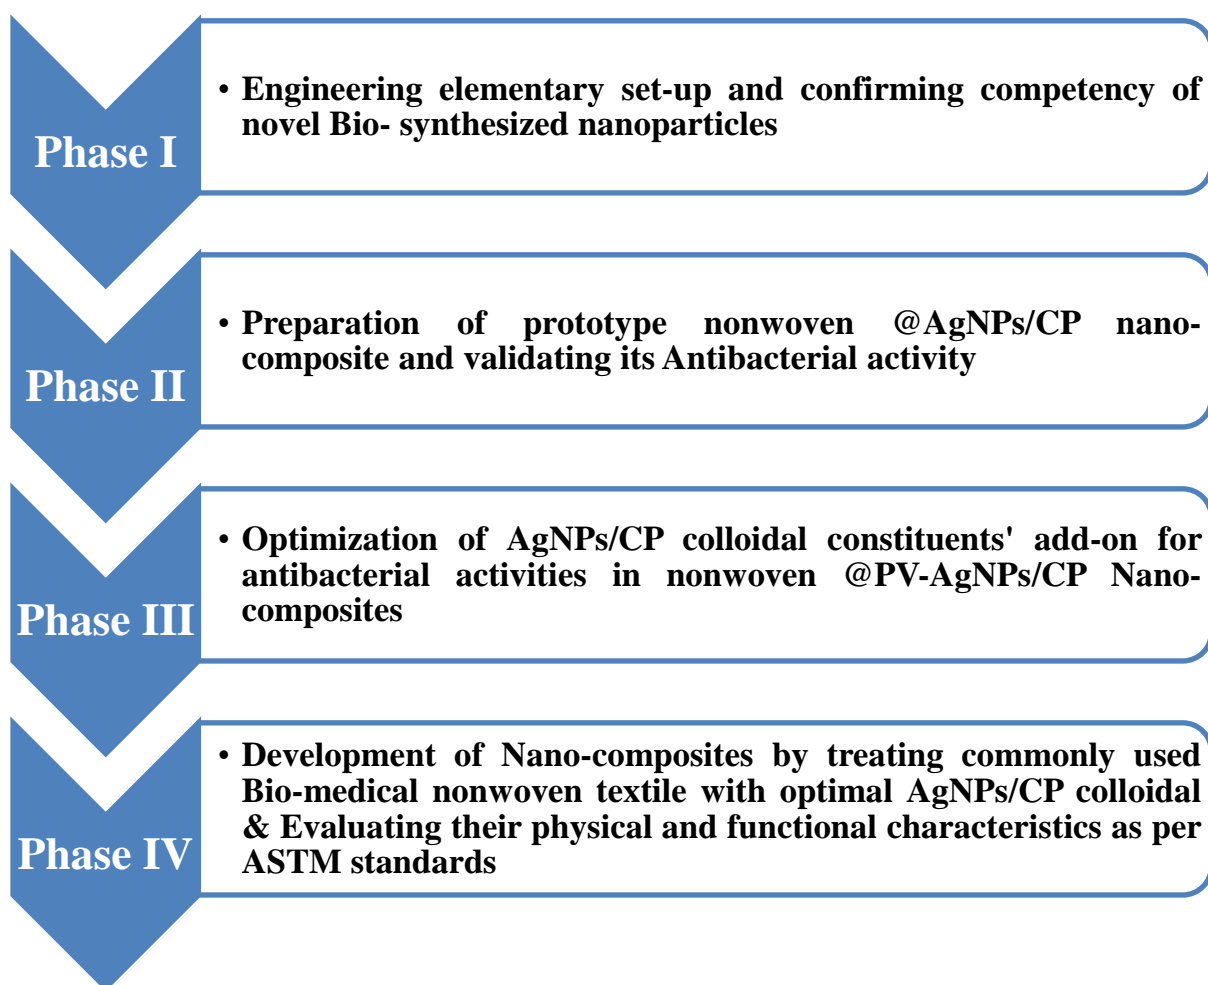 Phase I
• Engineering elementary set-up and confirming competency of
novel Bio- synthesized nanoparticles
Phase II
• Preparation of prototype nonwoven @AgNPs/CP nano-
composite and validating its Antibacterial activity
Phase III
• Optimization of AgNPs/CP colloidal constituents' add-on for
antibacterial activities in nonwoven @PV-AgNPs/CP Nano-
composites
Phase IV
• Development of Nano-composites by treating commonly used
Bio-medical nonwoven textile with optimal AgNPs/CP colloidal
& Evaluating their physical and functional characteristics as per
ASTM standards